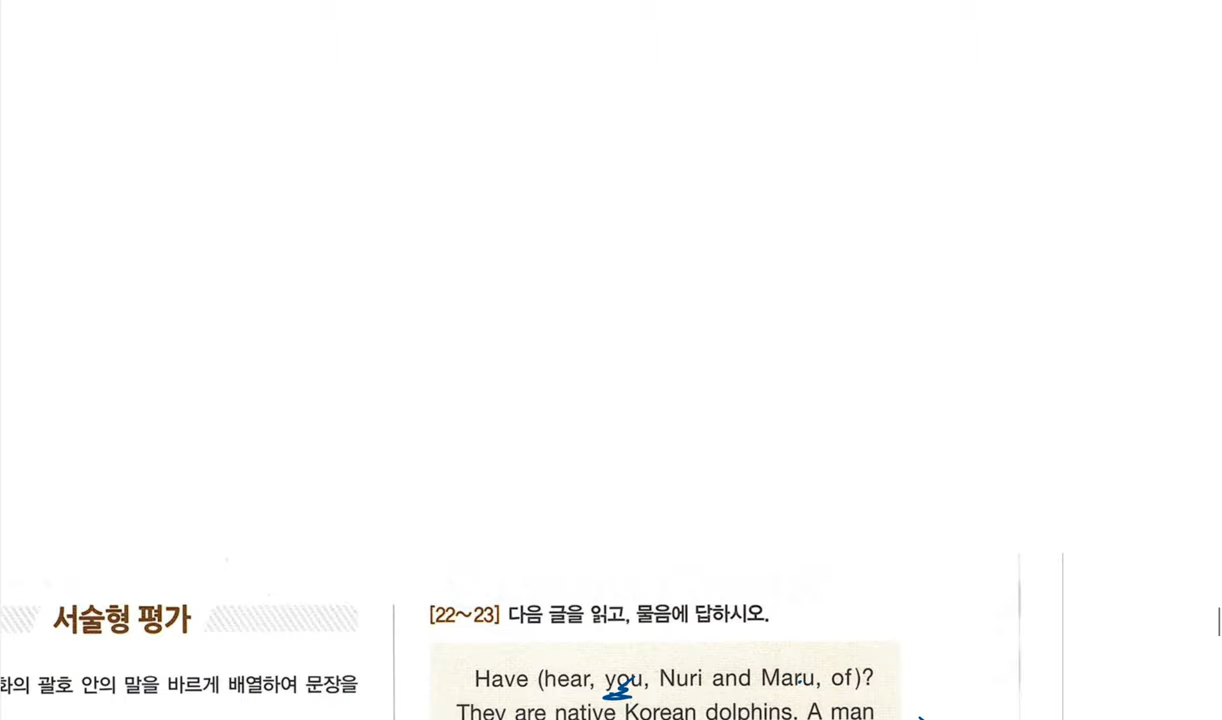 서술형 평가
화의 괄호 안의 말을 바르게 배열하여 문장을
[22~23] 다음 글을 읽고, 물음에 답하시오.
Have (hear, you, Nuri and Maru, of)?
They are native Korean dolphins. A man